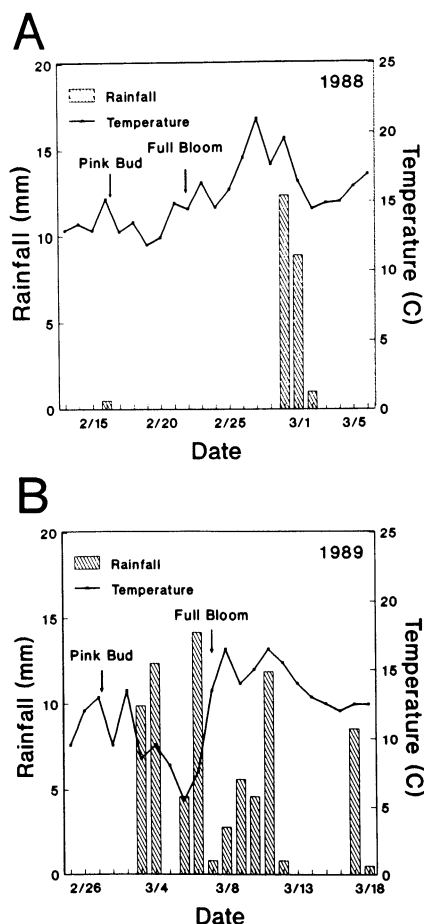 A
1988
Rainfall
Temperature
Pink Bud
Full Bloom
Rainfall (mm)
20
15
10
5
0
Temperature (C)
25
20
15
10
5
0
2/15 2/20 2/25 3/1 3/5
Date
B
1989
Rainfall
Temperature
Full Bloom
Pink Bud
Rainfall (mm)
20
15
10
5
0
Temperature (C)
25
20
15
10
5
0
2/26 3/4 3/8 3/13 3/18
Date